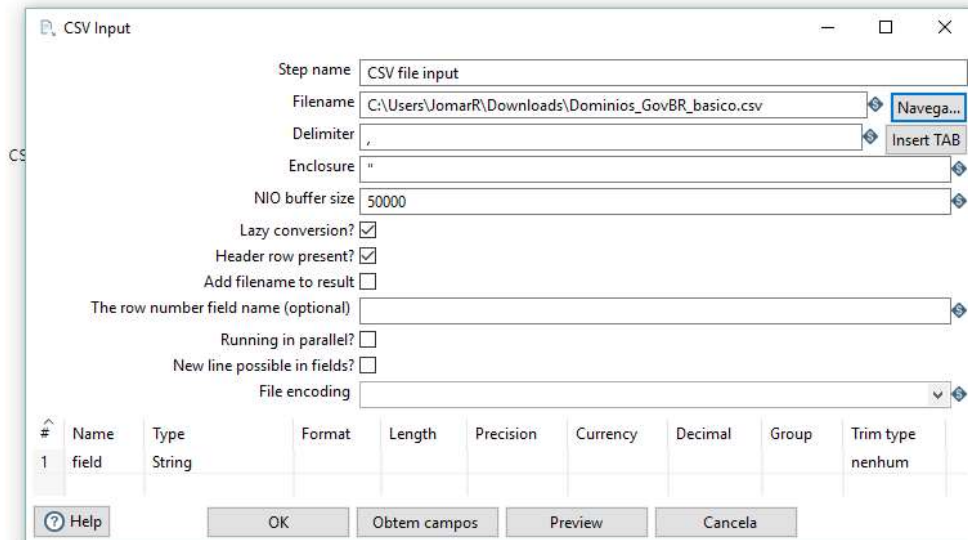 CSV Input
Step name CSV file input
Filename C:\Users\JomarR\Downloads\Dominios_GovBR_basico.csv Navega...
Delimiter , Insert TAB
CS
Enclosure "
NIO buffer size 50000
Lazy conversion?
Header row present?
Add filename to result
The row number field name (optional)
Running in parallel?
New line possible in fields?
File encoding
# Name Type Format Length Precision Currency Decimal Group Trim type
1 field String nenhum
Help OK Obtem campos Preview Cancela